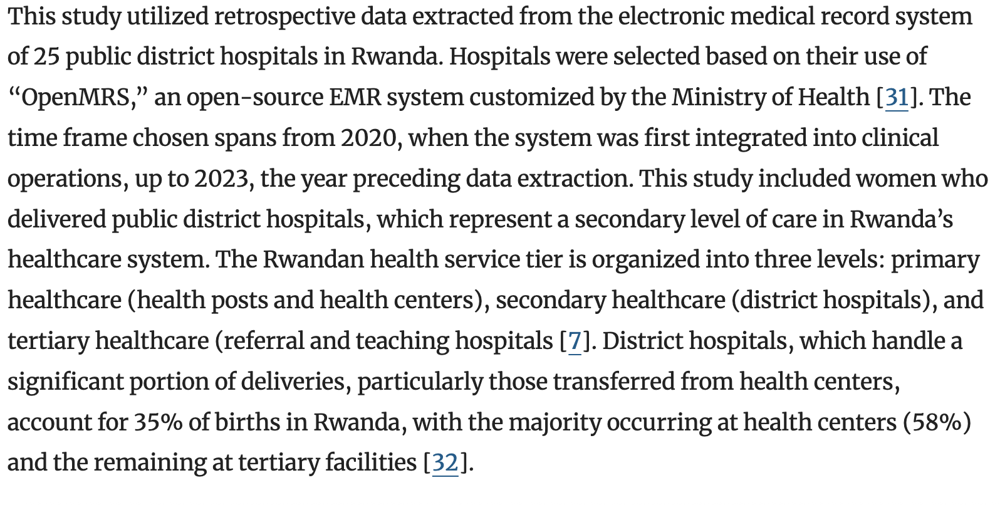 This study utilized retrospective data extracted from the electronic medical record system
of 25 public district hospitals in Rwanda. Hospitals were selected based on their use of
“OpenMRS,” an open-source EMR system customized by the Ministry of Health [31]. The
time frame chosen spans from 2020, when the system was first integrated into clinical
operations, up to 2023, the year preceding data extraction. This study included women who
delivered public district hospitals, which represent a secondary level of care in Rwanda’s
healthcare system. The Rwandan health service tier is organized into three levels: primary
healthcare (health posts and health centers), secondary healthcare (district hospitals), and
tertiary healthcare (referral and teaching hospitals [7]. District hospitals, which handle a
significant portion of deliveries, particularly those transferred from health centers,
account for 35% of births in Rwanda, with the majority occurring at health centers (58%)
and the remaining at tertiary facilities [32].